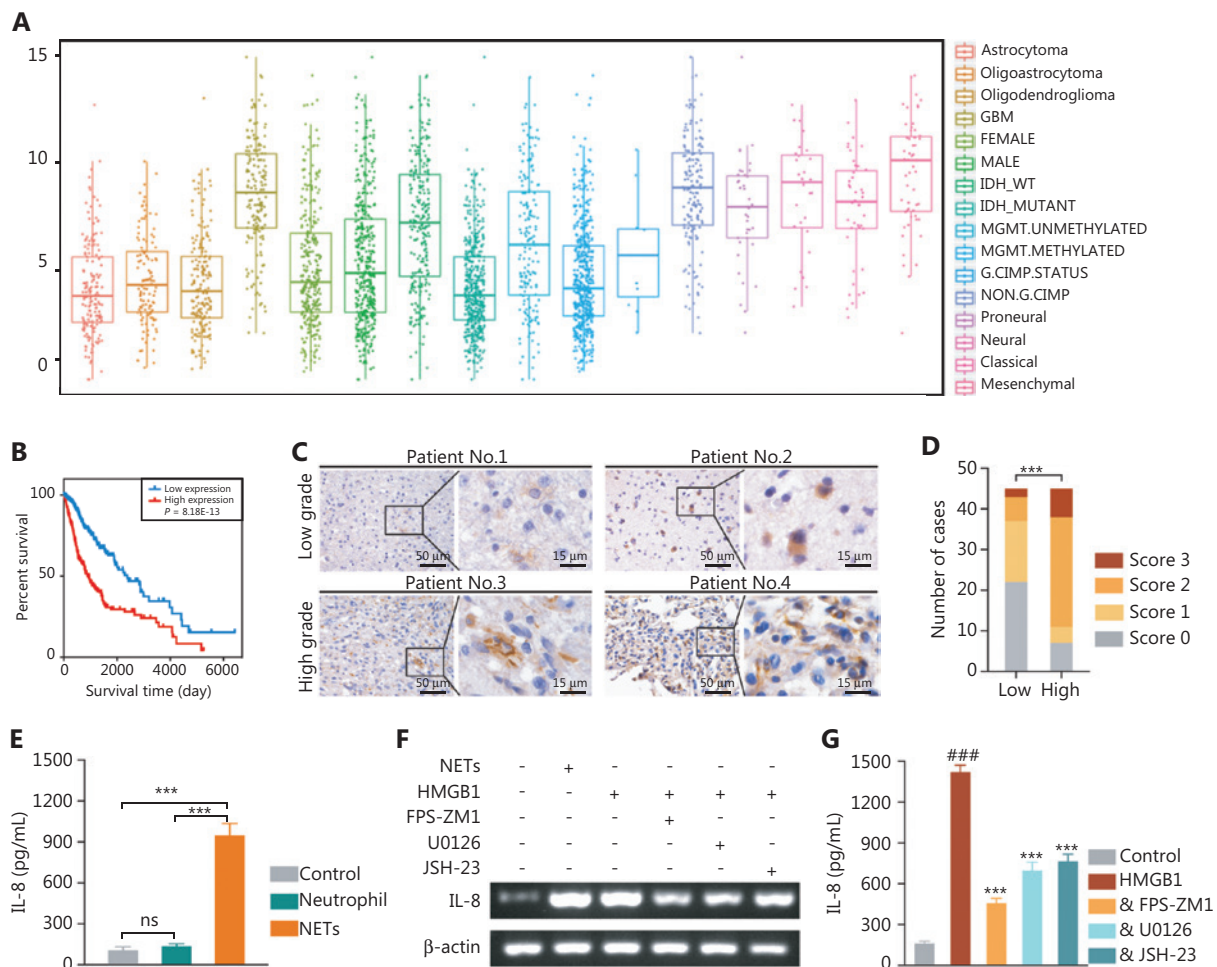 A
15
10
5
0
Astrocytoma
Oligoastrocytoma
Oligodendroglioma
GBM
FEMALE
MALE
IDH_WT
IDH_MUTANT
MGMT.UNMETHYLATED
MGMT.METHYLATED
G.CIMP.STATUS
NON.G.CIMP
Proneural
Neural
Classical
Mesenchymal
B
Percent survival
100
50
0
Low expression
High expression
P = 8.18E-13
0 2000 4000 6000
Survival time (day)
C
Patient No.1 Patient No.2
Low grade
50 μm 15 μm 50 μm 15 μm
Patient No.3 Patient No.4
High grade
50 μm 15 μm 50 μm 15 μm
D
Number of cases
50
40
30
20
10
0
***
Low High
Score 3
Score 2
Score 1
Score 0
E
IL-8 (pg/mL)
1500
1200
900
600
300
0
***
***
ns
Control
Neutrophil
NETs
F
NETs - + - - - -
HMGB1 - - + + + +
FPS-ZM1 - - - + - -
U0126 - - - - + -
JSH-23 - - - - - +
IL-8
β-actin
G
IL-8 (pg/mL)
1500
1200
900
600
300
0
###
***
***
***
Control
HMGB1
& FPS-ZM1
& U0126
& JSH-23